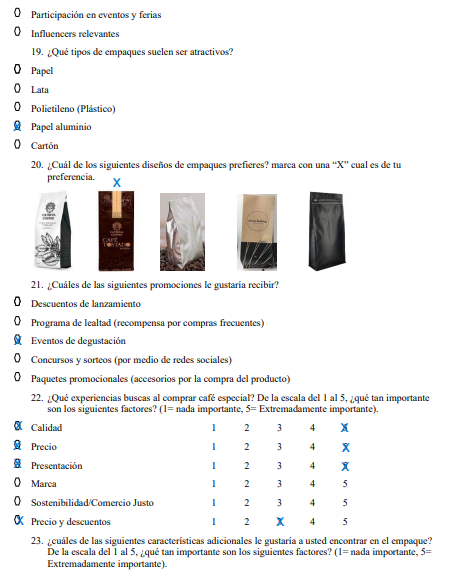 Participación en eventos y ferias
Influencers relevantes
19. ¿Qué tipos de empaques suelen ser atractivos?
Papel
Lata
Polietileno (Plástico)
Papel aluminio
Cartón
20. ¿Cuál de los siguientes diseños de empaques prefieres? marca con una “X” cual es de tu
preferencia.
X
CAFÉ
TOSTADO
21. ¿Cuáles de las siguientes promociones le gustaría recibir?
Descuentos de lanzamiento
Programa de lealtad (recompensa por compras frecuentes)
Eventos de degustación
Concursos y sorteos (por medio de redes sociales)
Paquetes promocionales (accesorios por la compra del producto)
22. ¿Qué experiencias buscas al comprar café especial? De la escala del 1 al 5, ¿qué tan importante
son los siguientes factores? (1= nada importante, 5= Extremadamente importante).
X Calidad 1 2 3 4 X
X Precio 1 2 3 4 X
X Presentación 1 2 3 4 X
Marca 1 2 3 4 5
Sostenibilidad/Comercio Justo 1 2 3 4 5
X Precio y descuentos 1 2 X 4 5
23. ¿cuáles de las siguientes características adicionales le gustaría a usted encontrar en el empaque?
De la escala del 1 al 5, ¿qué tan importante son los siguientes factores? (1= nada importante, 5=
Extremadamente importante).